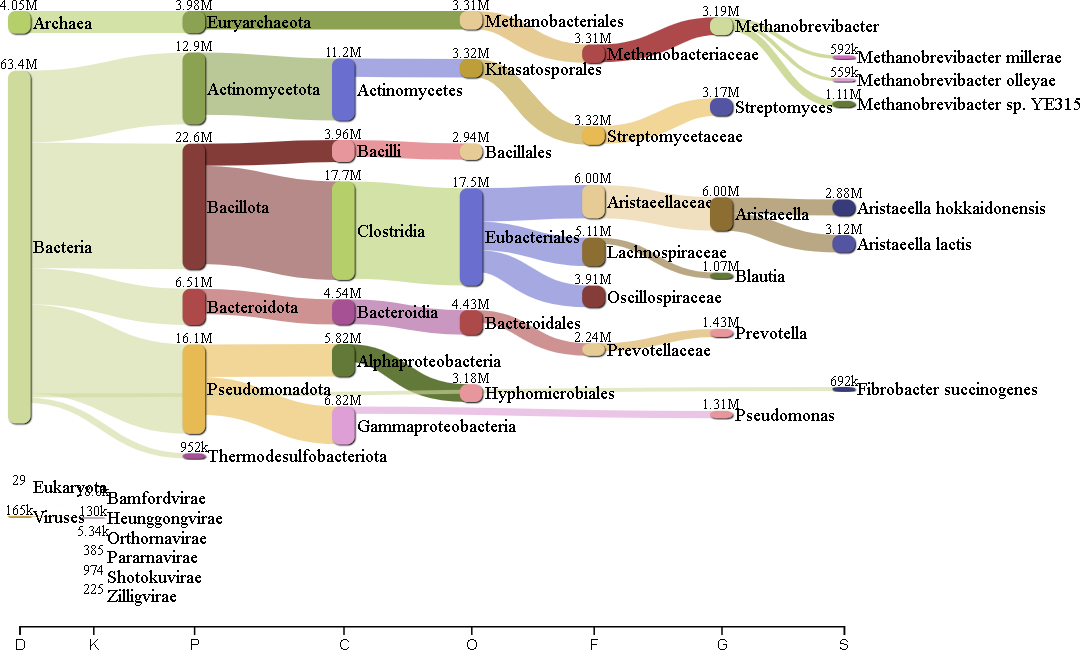 4.05M Archaea
3.98M Euryarchaeota
3.31M Methanobacteriales
3.31M Methanobacteriaceae
3.19M Methanobrevibacter
592k Methanobrevibacter millerae
559k Methanobrevibacter olleyae
1.11M Methanobrevibacter sp. YE315
63.4M Bacteria
12.9M Actinomycetota
11.2M Actinomycetes
3.32M Kitasatosporales
3.32M Streptomycetaceae
3.17M Streptomyces
22.6M Bacillota
3.96M Bacilli
2.94M Bacillales
17.7M Clostridia
17.5M Eubacteriales
6.00M Aristaellaceae
6.00M Aristaella
2.88M Aristaella hokkaidonensis
3.12M Aristaella lactis
5.11M Lachnospiraceae
1.07M Blautia
3.91M Oscillospiraceae
6.51M Bacteroidota
4.54M Bacteroidia
4.43M Bacteroidales
2.24M Prevotellaceae
1.43M Prevotella
16.1M Pseudomonadota
5.82M Alphaproteobacteria
3.18M Hyphomicrobiales
692k Fibrobacter succinogenes
6.82M Gammaproteobacteria
1.31M Pseudomonas
952k Thermodesulfobacteriota
29 Eukaryota
Bamfordvirae
165k Viruses
130k Heunggongvirae
5.34k Orthornavirae
385 Pararnavirae
974 Shotokuvirae
225 Zilligvirae
D K P C O F G S